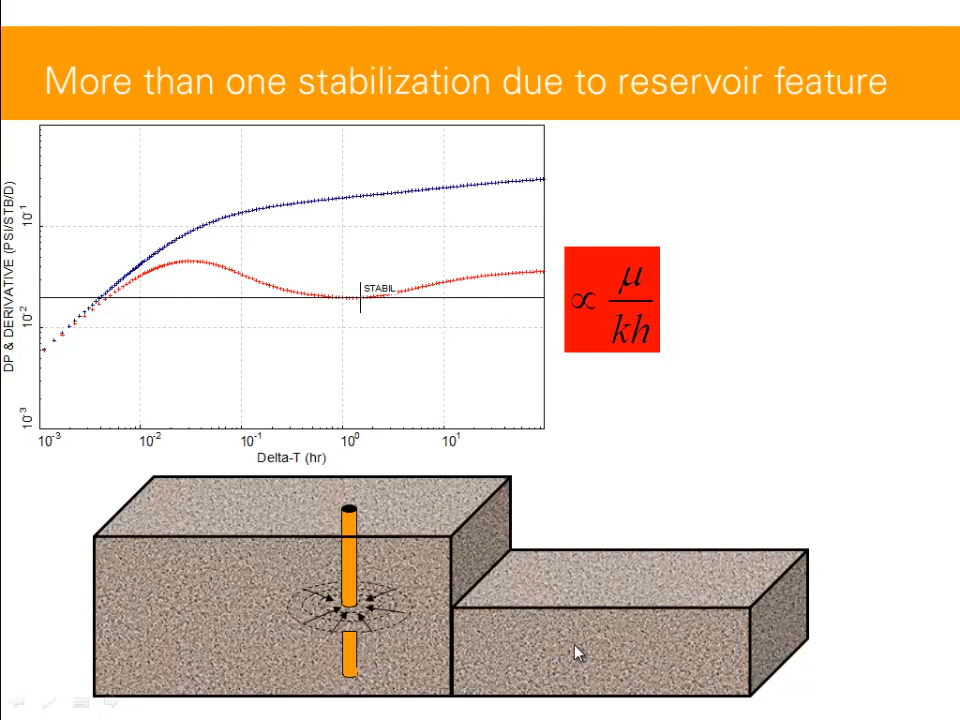 More than one stabilization due to reservoir feature
DP & DERIVATIVE (PSI/STB/D)
10⁻¹
10⁻²
10⁻³
STABIL
10⁻³ 10⁻² 10⁻¹ 10⁰ 10¹
Delta-T (hr)
∝ μ
kh